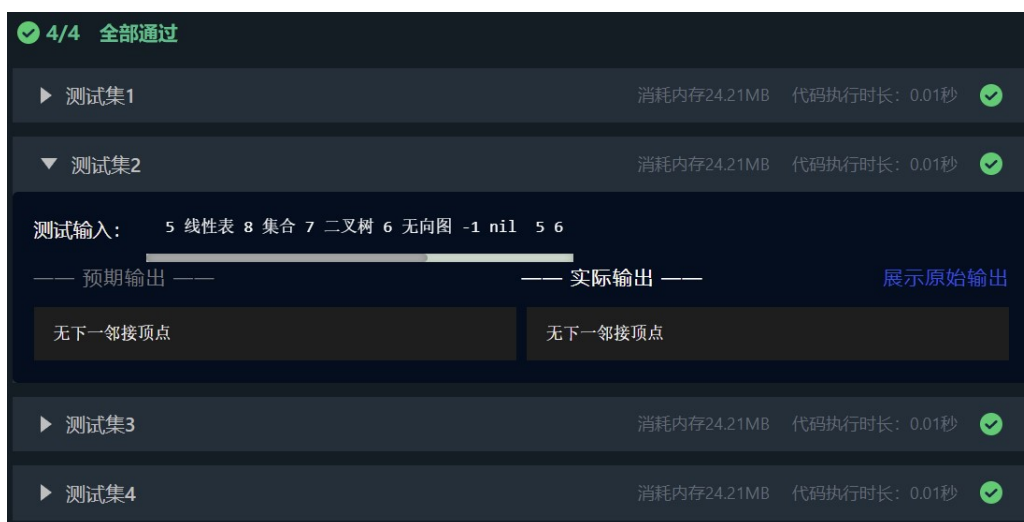 4/4 全部通过
测试集1 消耗内存24.21MB 代码执行时长：0.01秒
测试集2 消耗内存24.21MB 代码执行时长：0.01秒
测试输入： 5 线性表 8 集合 7 二叉树 6 无向图 -1 nil 5 6
—— 预期输出 —— —— 实际输出 —— 展示原始输出
无下一邻接顶点 无下一邻接顶点
测试集3 消耗内存24.21MB 代码执行时长：0.01秒
测试集4 消耗内存24.21MB 代码执行时长：0.01秒